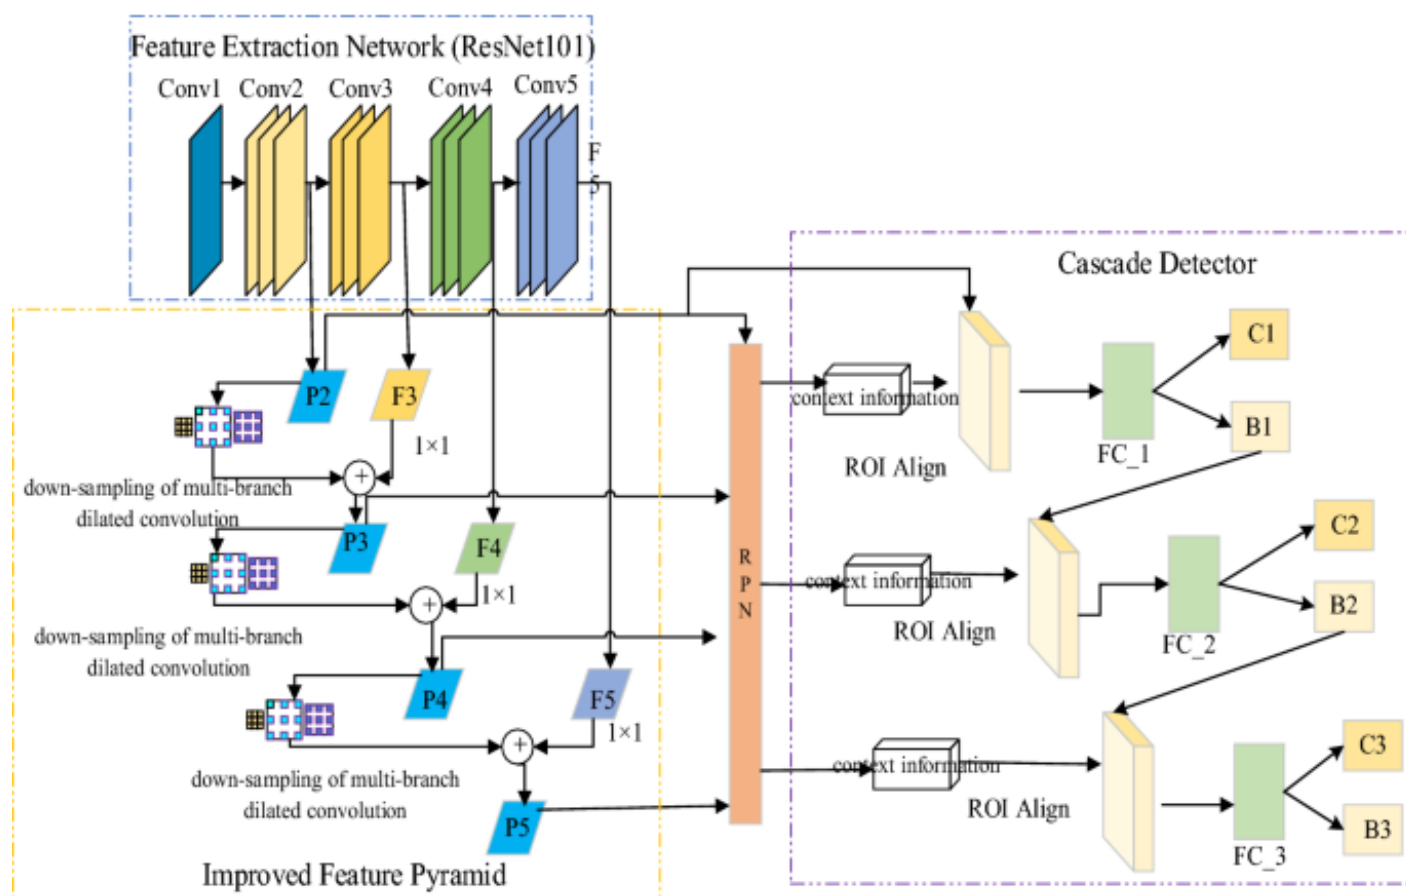 Feature Extraction Network (ResNet101)
Conv1 Conv2 Conv3 Conv4 Conv5
F
5
Cascade Detector
P2 F3
1×1
down-sampling of multi-branch
dilated convolution
P3 F4
1×1
down-sampling of multi-branch
dilated convolution
P4 F5
1×1
down-sampling of multi-branch
dilated convolution
P5
Improved Feature Pyramid
R
P
N
context information
ROI Align
FC_1
C1
B1
context information
ROI Align
FC_2
C2
B2
context information
ROI Align
FC_3
C3
B3